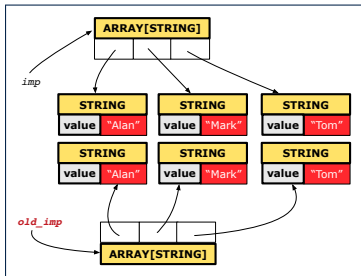 ARRAY[STRING]
imp
STRING STRING STRING
value "Alan" value "Mark" value "Tom"
STRING STRING STRING
value "Alan" value "Mark" value "Tom"
old_imp
ARRAY[STRING]